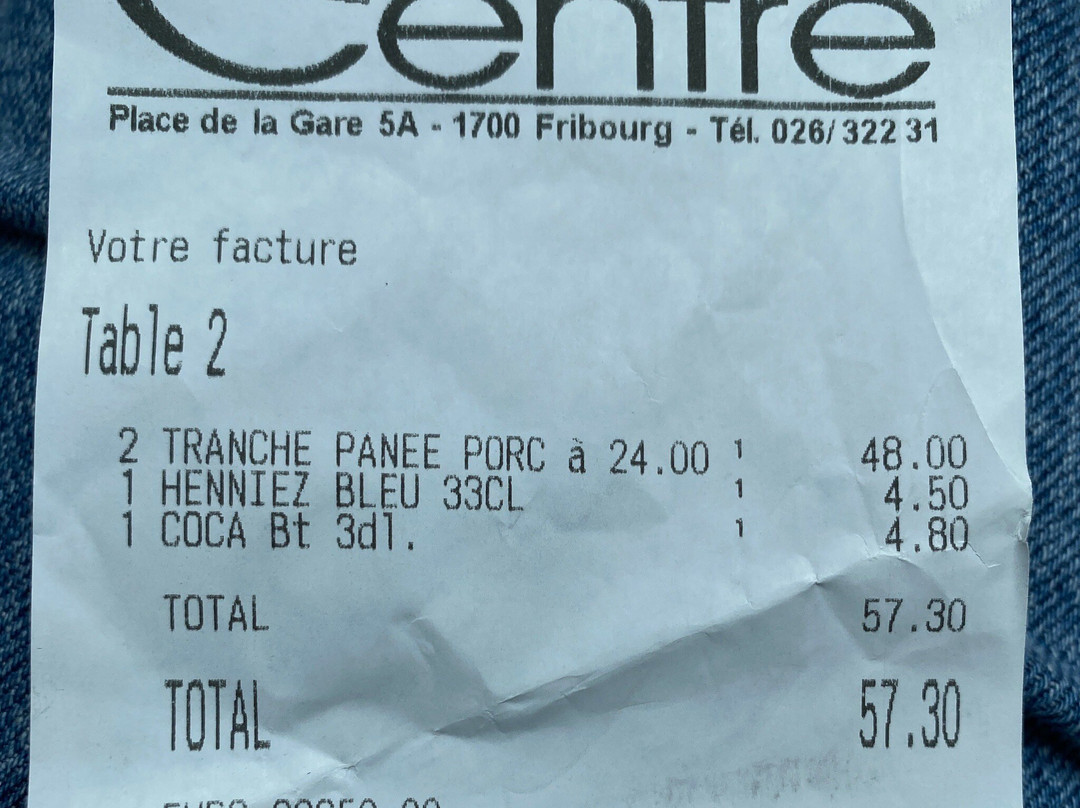 Centre
Place de la Gare 5A - 1700 Fribourg - Tél. 026/ 322 31
Votre facture
Table 2
2 TRANCHE PANEE PORC à 24.00 1 48.00
1 HENNIEZ BLEU 33CL 1 4.50
1 COCA Bt 3dl. 1 4.80
TOTAL 57.30
TOTAL 57.30